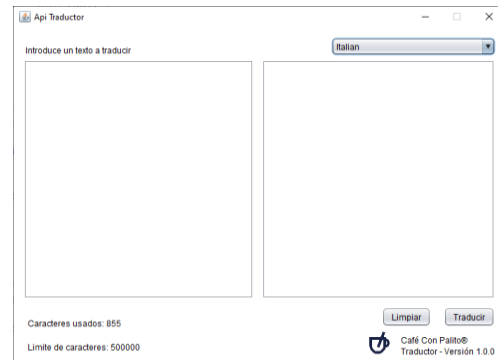 Api Traductor
Introduce un texto a traducir
Italian
Caracteres usados: 855
Limpiar
Traducir
Limite de caracteres: 500000
Café Con Palito®
Traductor - Versión 1.0.0